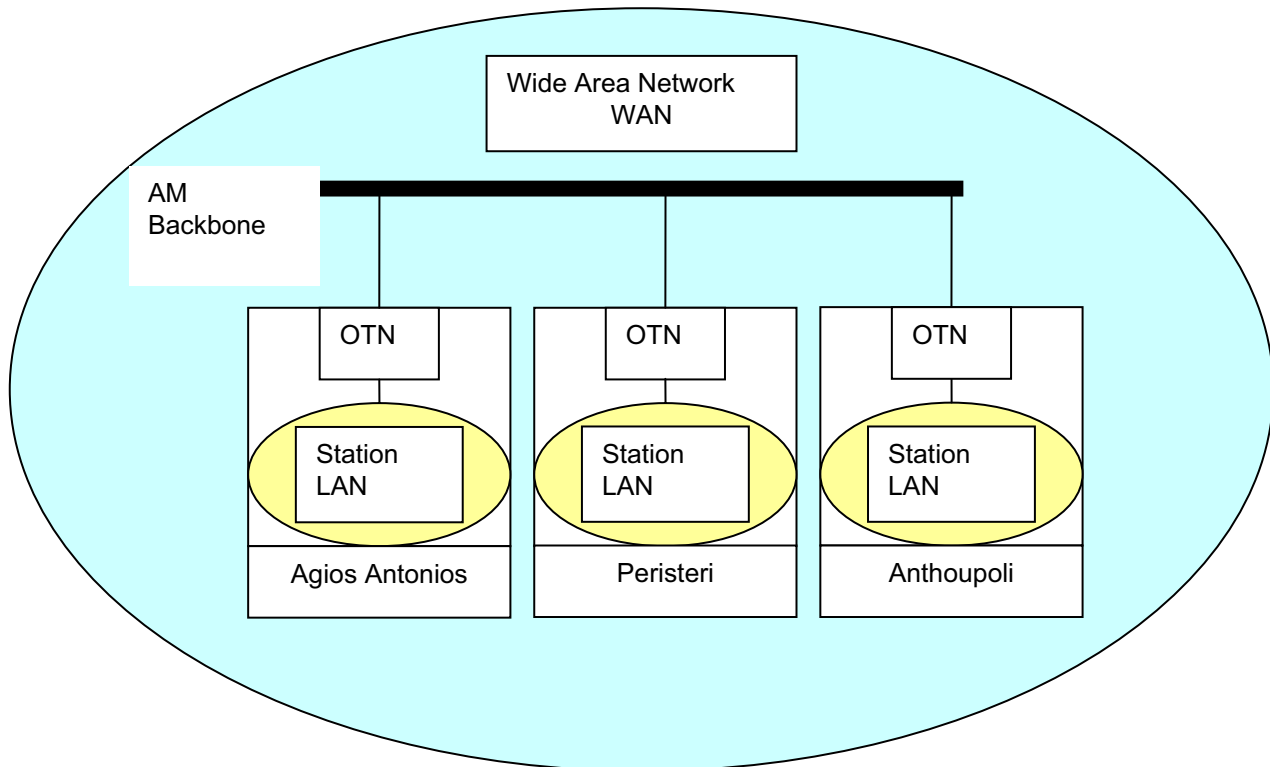 Wide Area Network
WAN
AM
Backbone
OTN
OTN
OTN
Station
LAN
Station
LAN
Station
LAN
Agios Antonios
Peristeri
Anthoupoli